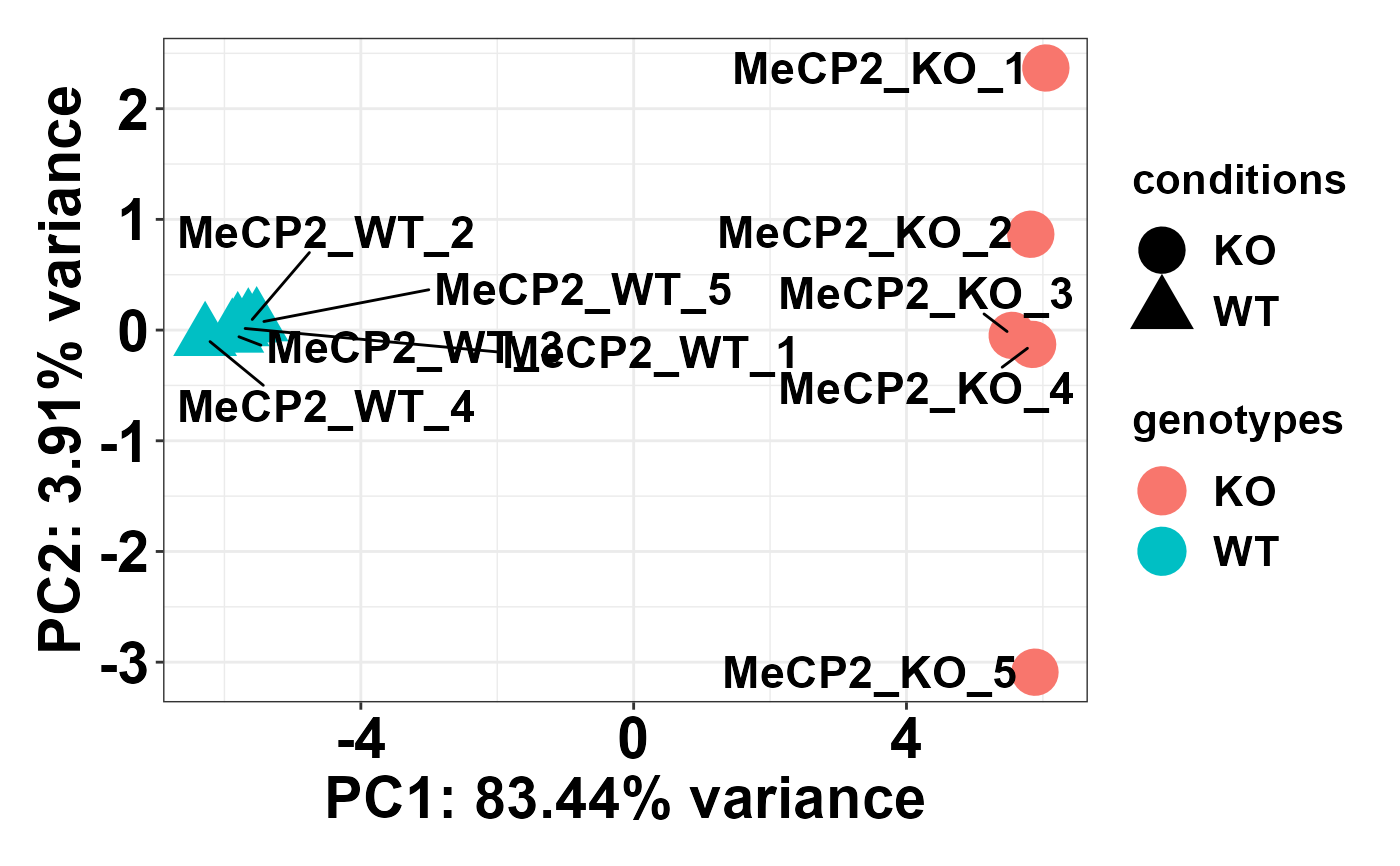 MeCP2_KO_1
MeCP2_WT_2
MeCP2_KO_2
MeCP2_WT_5
MeCP2_KO_3
MeCP2_WT_3
MeCP2_WT_1
MeCP2_KO_4
MeCP2_WT_4
MeCP2_KO_5
2
1
0
-1
-2
-3
PC2: 3.91% variance
-4
0
4
PC1: 83.44% variance
conditions
KO
WT
genotypes
KO
WT